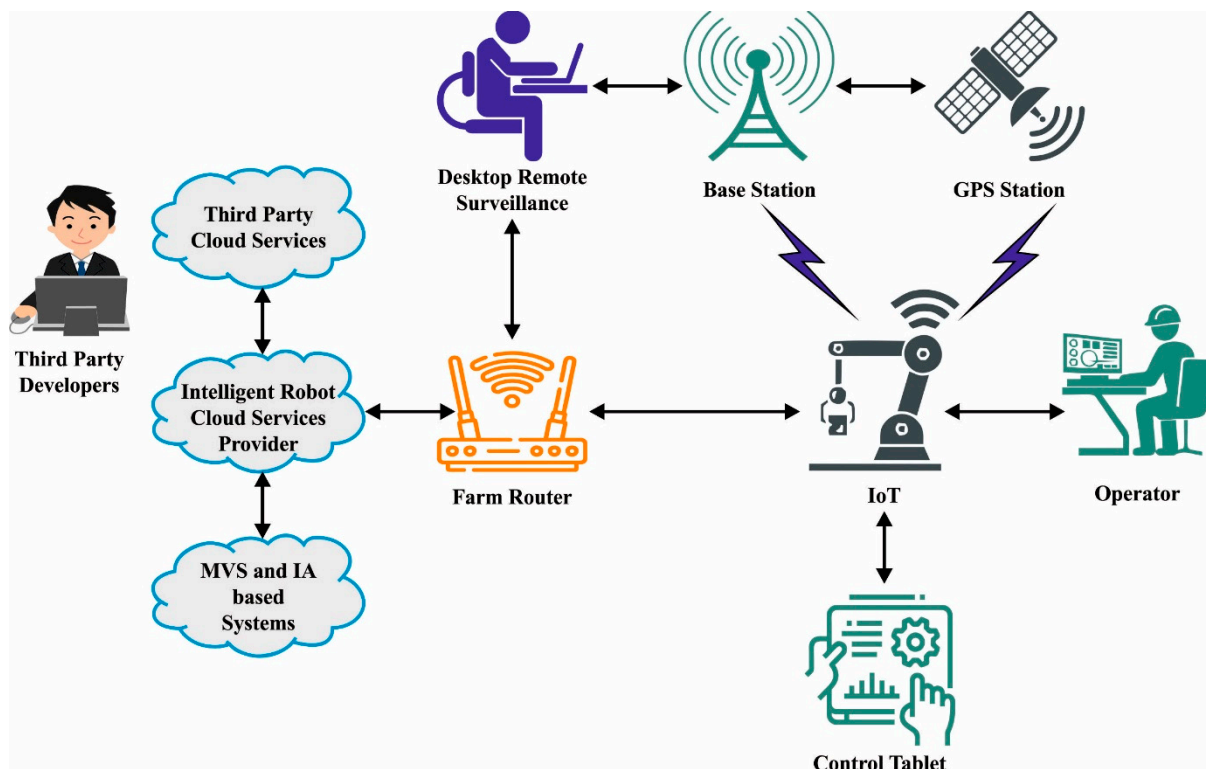 Desktop Remote
Surveillance
Base Station
GPS Station
Third Party
Cloud Services
Third Party
Developers
Intelligent Robot
Cloud Services
Provider
Farm Router
IoT
Operator
MVS and IA
based
Systems
Control Tablet